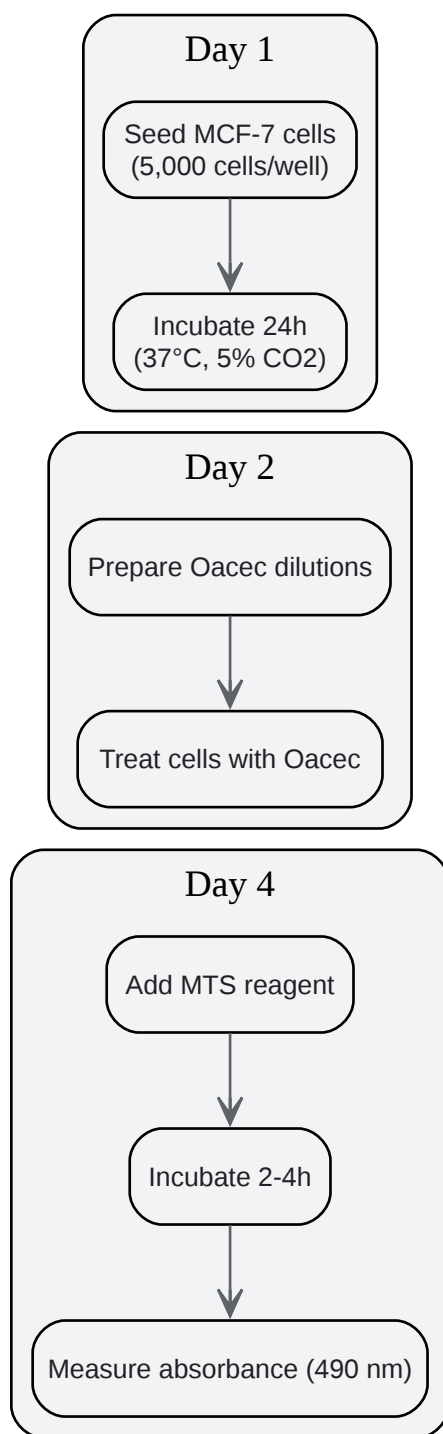 Day 1
Seed MCF-7 cells
(5,000 cells/well)
Incubate 24h
(37°C, 5% CO2)
Day 2
Prepare Oacec dilutions
Treat cells with Oacec
Day 4
Add MTS reagent
Incubate 2-4h
Measure absorbance (490 nm)